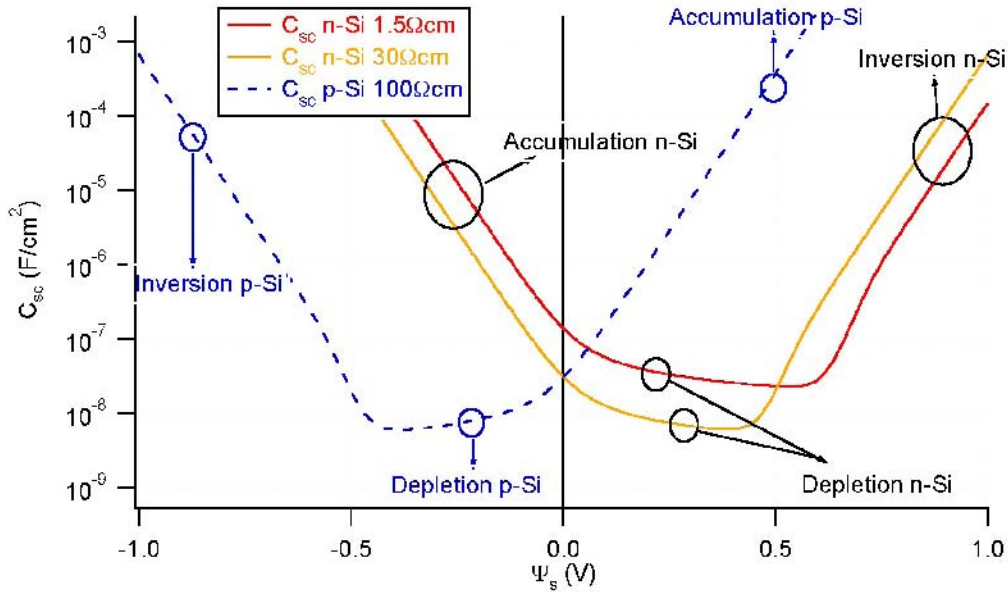 Accumulation p-Si
C_sc n-Si 1.5Ωcm
C_sc n-Si 30Ωcm
C_sc p-Si 100Ωcm
Inversion n-Si
Accumulation n-Si
Inversion p-Si
Depletion p-Si
Depletion n-Si
C_sc (F/cm^2)
10^-3
10^-4
10^-5
10^-6
10^-7
10^-8
10^-9
-1.0 -0.5 0.0 0.5 1.0
Ψ_s (V)